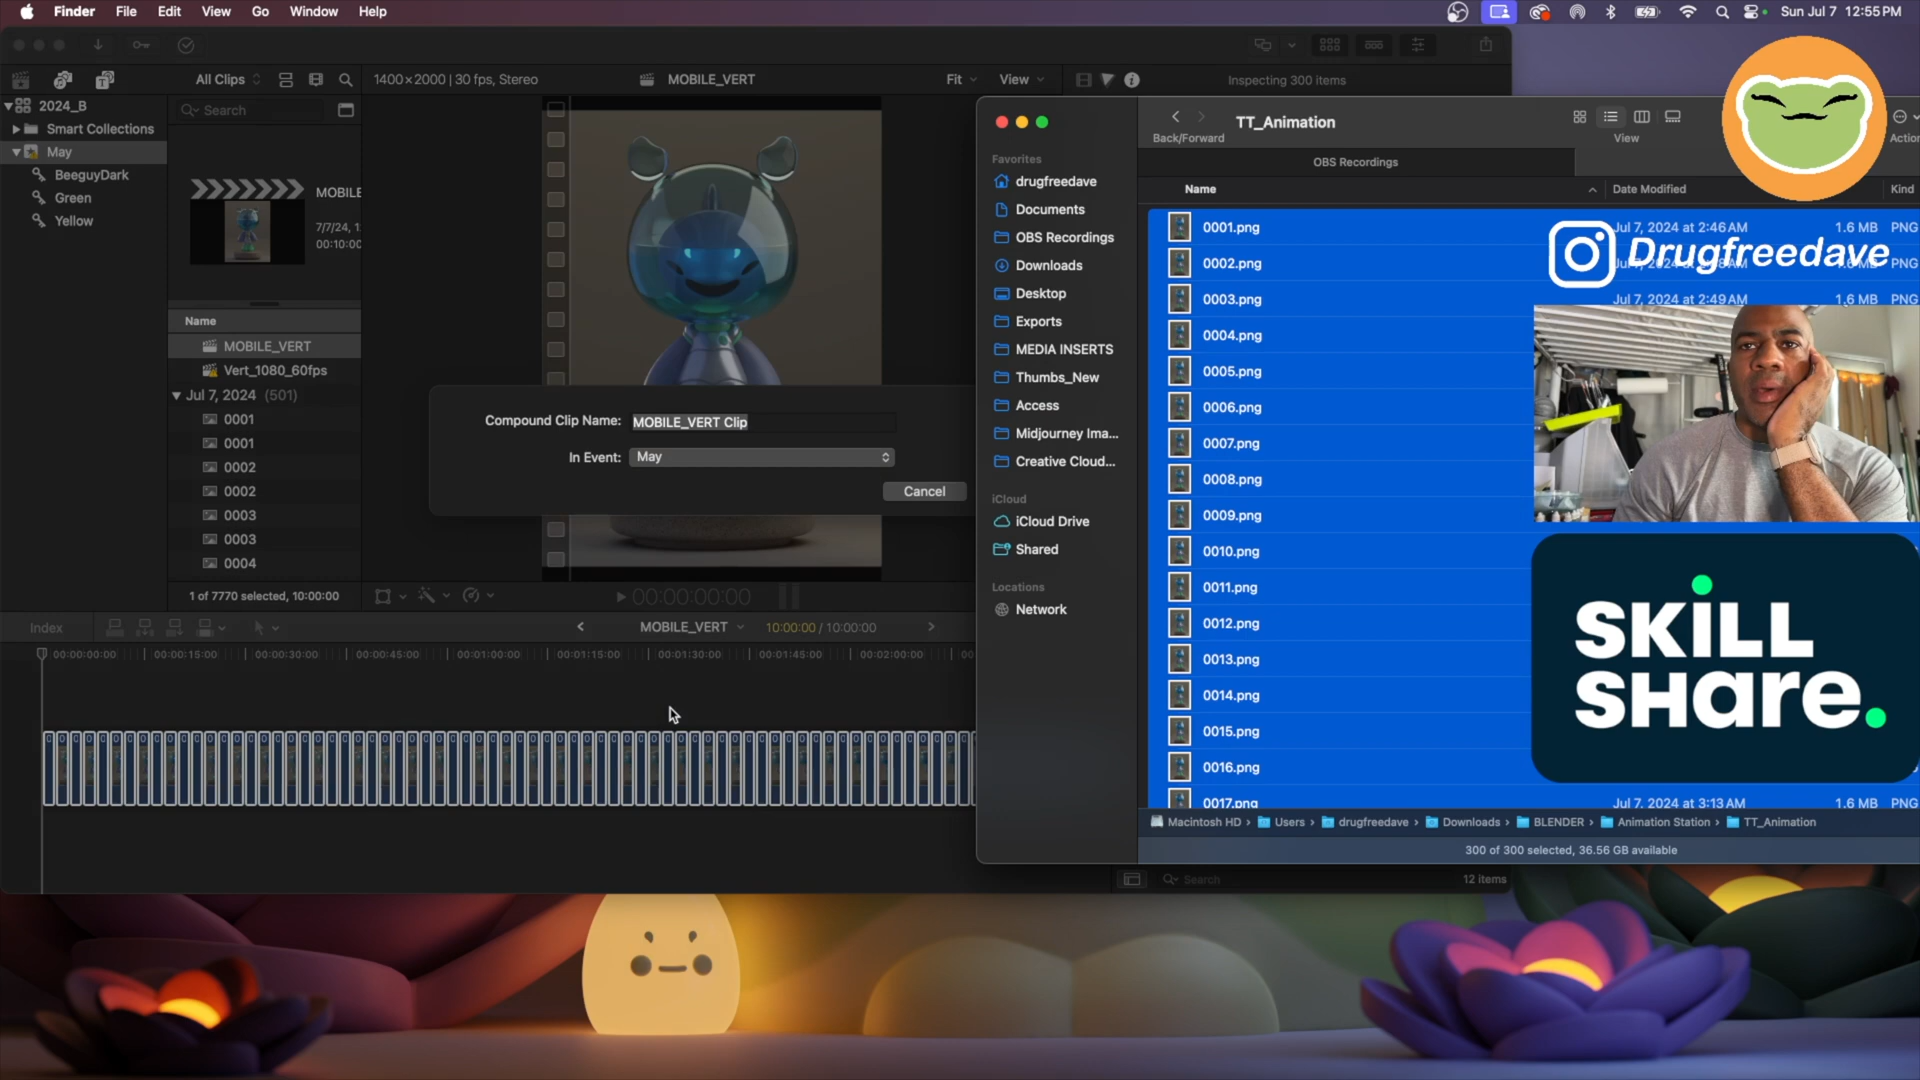 Finder File Edit View Go Window Help
Sun Jul 7 12:55 PM
All Clips
1400×2000 | 30 fps, Stereo
MOBILE_VERT
Fit
View
Inspecting 300 items
2024_B
Search
Smart Collections
May
BeeguyDark
Green
Yellow
MOBILE
7/7/24, 1
00:10:00
Name
MOBILE_VERT
Vert_1080_60fps
Jul 7, 2024 (501)
0001
0001
0002
0002
0003
0003
0004
1 of 7770 selected, 10:00:00
Compound Clip Name: MOBILE_VERT Clip
In Event: May
Cancel
00:00:00:00
Index
MOBILE_VERT
10:00:00 / 10:00:00
00:00:00:00 00:00:15:00 00:00:30:00 00:00:45:00 00:01:00:00 00:01:15:00 00:01:30:00 00:01:45:00 00:02:00:00 00
Back/Forward
TT_Animation
View
Action
OBS Recordings
Favorites
drugfreedave
Documents
OBS Recordings
Downloads
Desktop
Exports
MEDIA INSERTS
Thumbs_New
Access
Midjourney Ima...
Creative Cloud...
iCloud
iCloud Drive
Shared
Locations
Network
Name Date Modified Kind
0001.png Jul 7, 2024 at 2:46 AM 1.6 MB PNG
0002.png PNG
0003.png Jul 7, 2024 at 2:49 AM 1.6 MB PNG
0004.png
0005.png
0006.png
0007.png
0008.png
0009.png
0010.png
0011.png
0012.png
0013.png
0014.png
0015.png
0016.png
0017.png Jul 7, 2024 at 3:13 AM 1.6 MB PNG
Drugfreedave
SKiLL
SHare.
Macintosh HD › Users › drugfreedave › Downloads › BLENDER › Animation Station › TT_Animation
300 of 300 selected, 36.56 GB available
Search
12 items